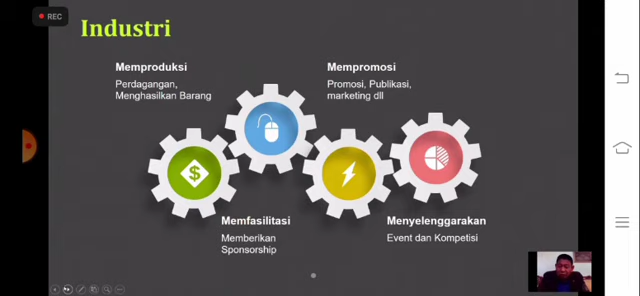 REC
Industri
Memproduksi
Perdagangan,
Menghasilkan Barang
Mempromosi
Promosi, Publikasi,
marketing dll
$
Memfasilitasi
Memberikan
Sponsorship
Menyelenggarakan
Event dan Kompetisi